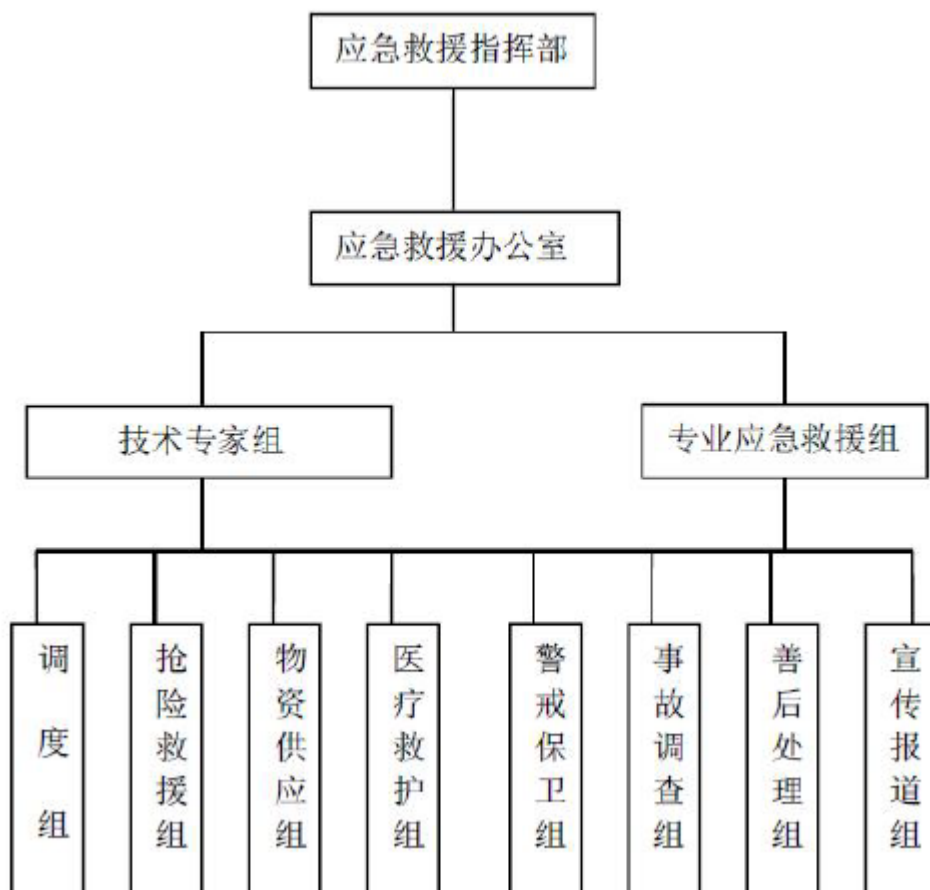 应急救援指挥部
应急救援办公室
技术专家组
专业应急救援组
调度组
抢险救援组
物资供应组
医疗救护组
警戒保卫组
事故调查组
善后处理组
宣传报道组